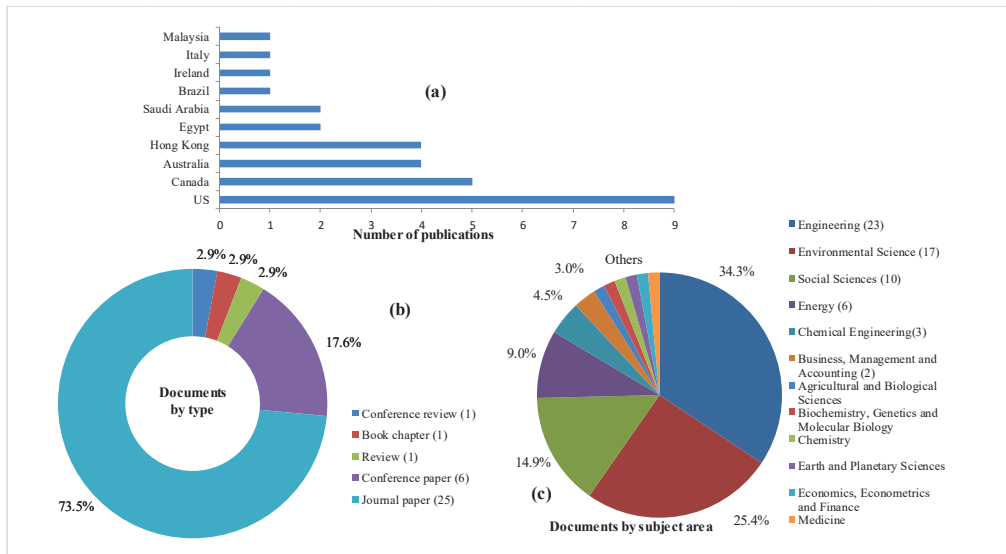 Malaysia
Italy
Ireland
Brazil
Saudi Arabia
Egypt
Hong Kong
Australia
Canada
US
(a)
0 1 2 3 4 5 6 7 8 9
Number of publications
2.9%
2.9%
2.9%
17.6%
73.5%
(b)
Documents
by type
Conference review (1)
Book chapter (1)
Review (1)
Conference paper (6)
Journal paper (25)
Others
3.0%
4.5%
9.0%
14.9%
34.3%
25.4%
(c)
Documents by subject area
Engineering (23)
Environmental Science (17)
Social Sciences (10)
Energy (6)
Chemical Engineering(3)
Business, Management and
Accounting (2)
Agricultural and Biological
Sciences
Biochemistry, Genetics and
Molecular Biology
Chemistry
Earth and Planetary Sciences
Economics, Econometrics
and Finance
Medicine